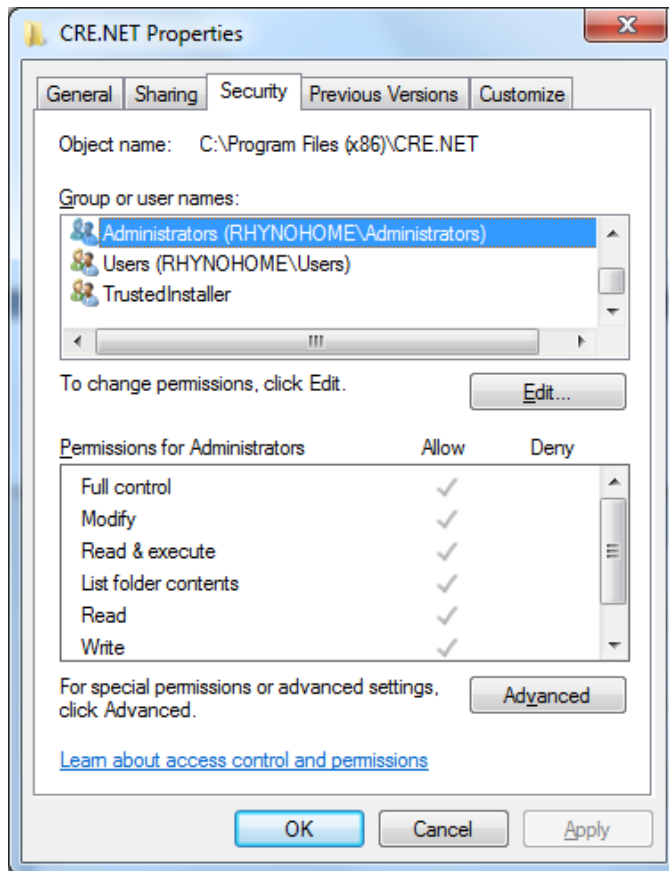 CRE.NET Properties
General Sharing Security Previous Versions Customize
Object name: C:\Program Files (x86)\CRE.NET
Group or user names:
Administrators (RHYNOHOME\Administrators)
Users (RHYNOHOME\Users)
TrustedInstaller
To change permissions, click Edit.
Edit...
Permissions for Administrators Allow Deny
Full control
Modify
Read & execute
List folder contents
Read
Write
For special permissions or advanced settings,
click Advanced.
Advanced
Learn about access control and permissions
OK Cancel Apply